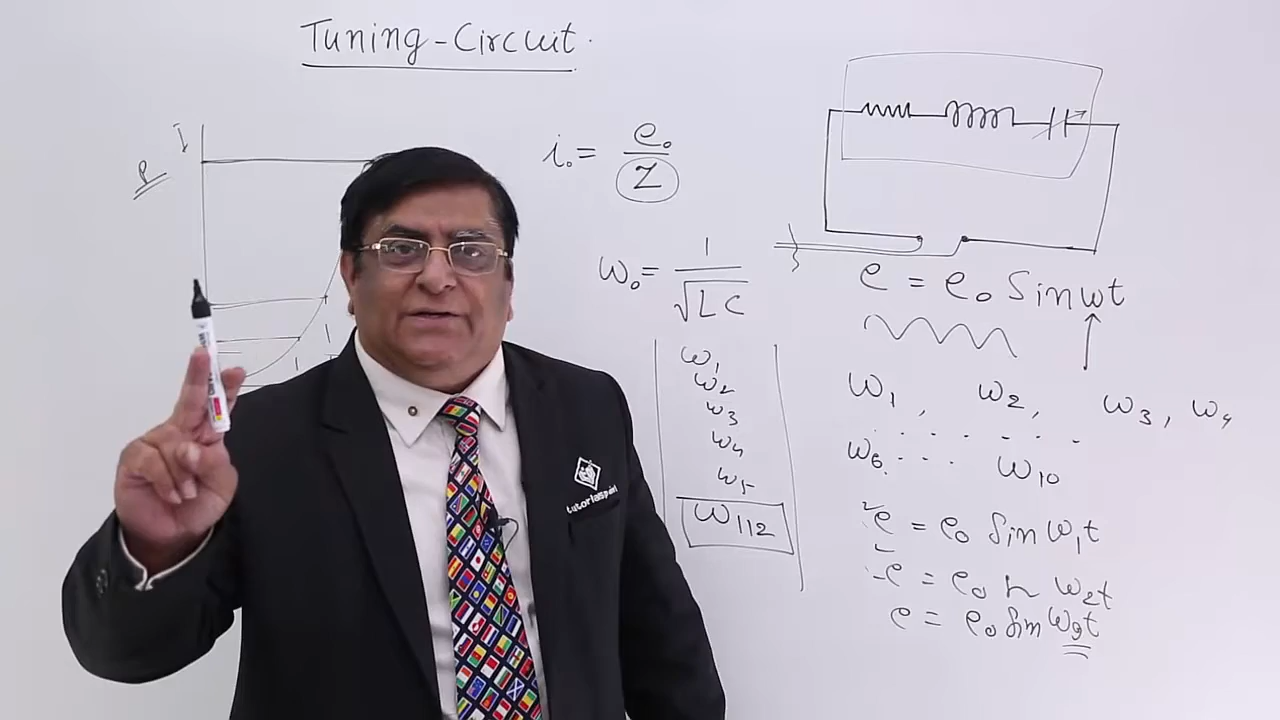 Tuning-Circuit.
I
P
i₀ = e₀/Z
ω₀ = 1/√LC
e = e₀ Sin ωt
ω₁
ω₂
ω₃
ω₄
ω₅
ω₁₁₂
ω₁, ω₂, ω₃, ω₄
ω₆ . . . . ω₁₀
e = e₀ Sin ω₁t
e = e₀ ω₂t
e = e₀ Sin ω₉t
tutorialspoint